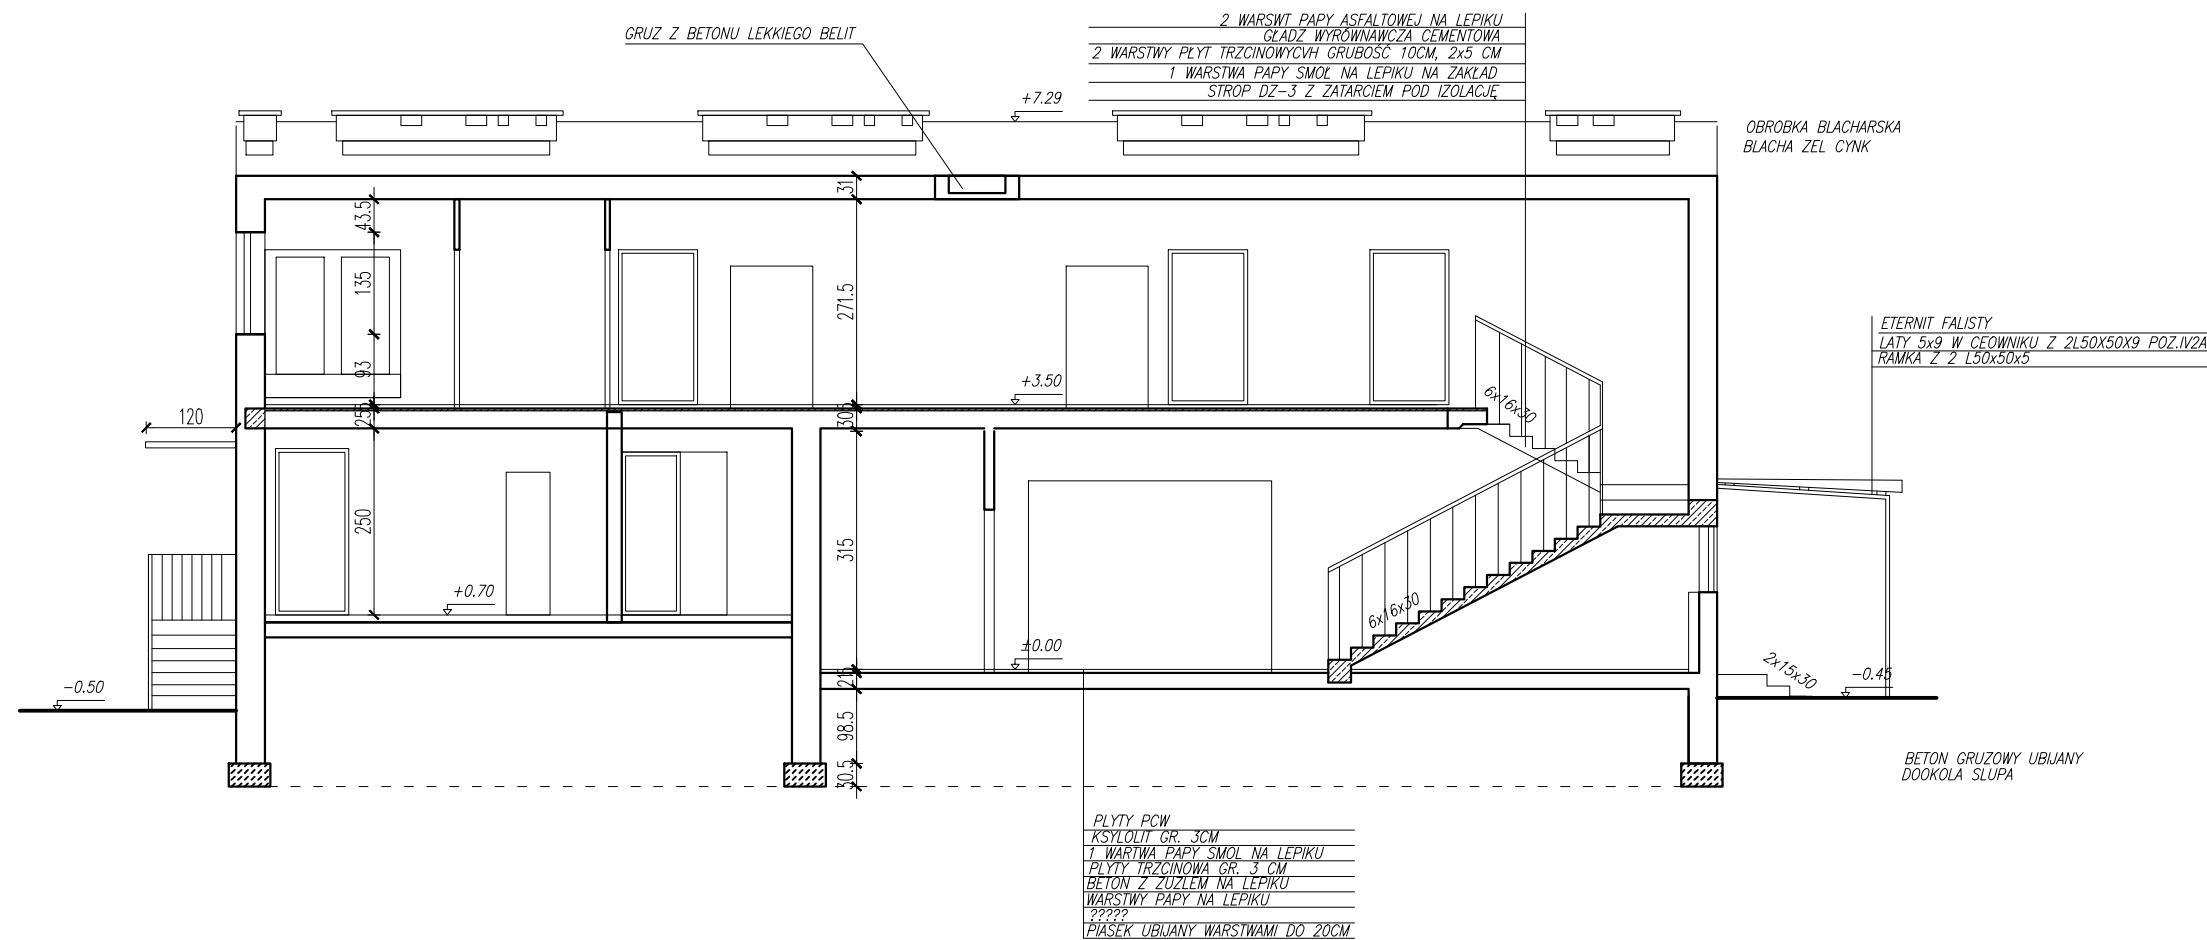 GRUZ Z BETONU LEKKIEGO BELIT
2 WARSWT PAPY ASFALTOWEJ NA LEPIKU
GŁADZ WYRÓWNAWCZA CEMENTOWA
2 WARSTWY PŁYT TRZCINOWYCVH GRUBOŚĆ 10CM, 2x5 CM
1 WARSTWA PAPY SMOŁ NA LEPIKU NA ZAKŁAD
STROP DZ-3 Z ZATARCIEM POD IZOLACJĘ
+7.29
OBROBKA BLACHARSKA
BLACHA ZEL CYNK
31
43.5
135
271.5
93
ETERNIT FALISTY
LATY 5x9 W CEOWNIKU Z 2L50X50X9 POZ.IV2A
RAMKA Z 2 L50x50x5
+3.50
6x16x30
120
250
315
+0.70
6x16x30
±0.00
2x15x30
-0.50
-0.45
98.5
30.5
BETON GRUZOWY UBIJANY
DOOKOLA SLUPA
PLYTY PCW
KSYLOLIT GR. 3CM
1 WARTWA PAPY SMOL NA LEPIKU
PLYTY TRZCINOWA GR. 3 CM
BETON Z ZUZLEM NA LEPIKU
WARSTWY PAPY NA LEPIKU
?????
PIASEK UBIJANY WARSTWAMI DO 20CM